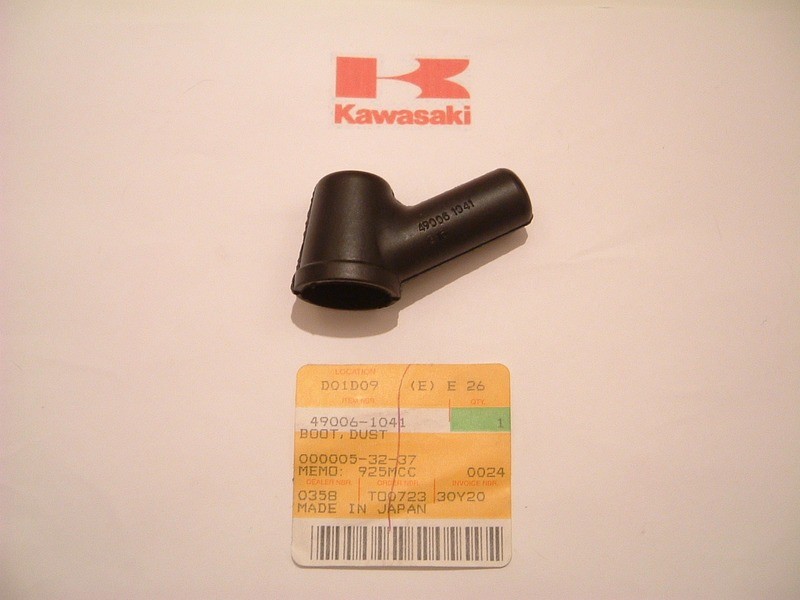 Kawasaki
49006 1041
LOCATION
D01D09 (E) E 26
ITEM NBR. QTY.
49006-1041 1
BOOT, DUST
000005-32-37
MEMO: 925MCC 0024
DEALER NBR. ORDER NBR. INVOICE NBR.
0358 T00723 30Y20
MADE IN JAPAN